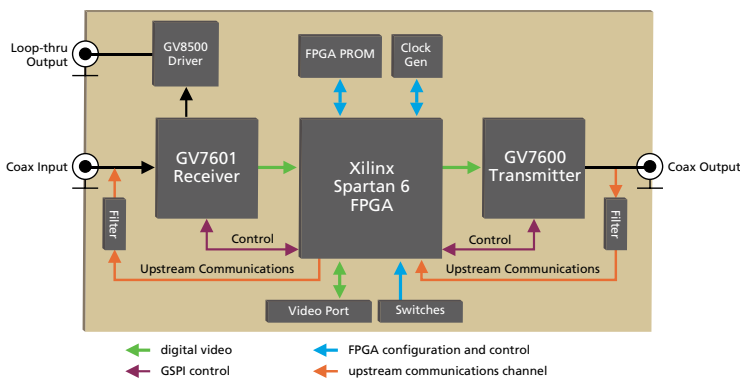 Loop-thru
Output
GV8500
Driver
FPGA PROM
Clock
Gen
Coax Input
GV7601
Receiver
Xilinx
Spartan 6
FPGA
GV7600
Transmitter
Coax Output
Filter
Control
Control
Filter
Upstream Communications
Upstream Communications
Video Port
Switches
digital video
FPGA configuration and control
GSPI control
upstream communications channel